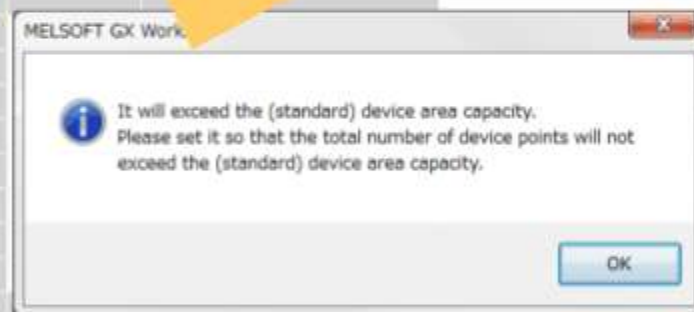 MELSOFT GX Work
It will exceed the (standard) device area capacity.
Please set it so that the total number of device points will not
exceed the (standard) device area capacity.
OK